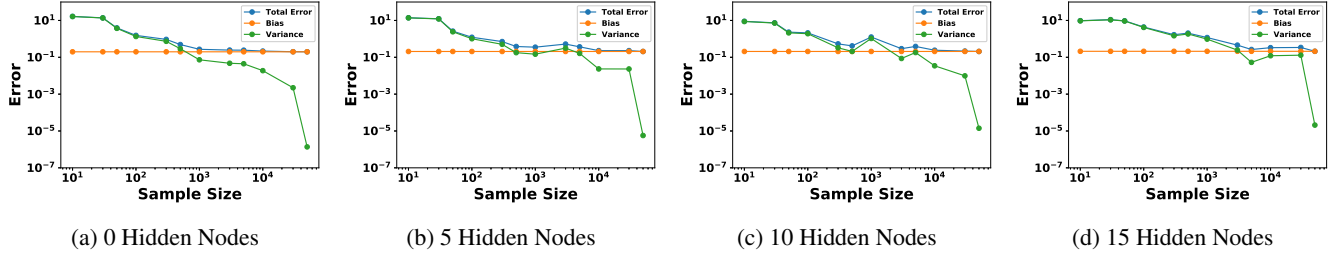 Total Error
Bias
Variance
Error
10^1
10^-1
10^-3
10^-5
10^-7
10^1 10^2 10^3 10^4
Sample Size
(a) 0 Hidden Nodes
Total Error
Bias
Variance
Error
10^1
10^-1
10^-3
10^-5
10^-7
10^1 10^2 10^3 10^4
Sample Size
(b) 5 Hidden Nodes
Total Error
Bias
Variance
Error
10^1
10^-1
10^-3
10^-5
10^-7
10^1 10^2 10^3 10^4
Sample Size
(c) 10 Hidden Nodes
Total Error
Bias
Variance
Error
10^1
10^-1
10^-3
10^-5
10^-7
10^1 10^2 10^3 10^4
Sample Size
(d) 15 Hidden Nodes